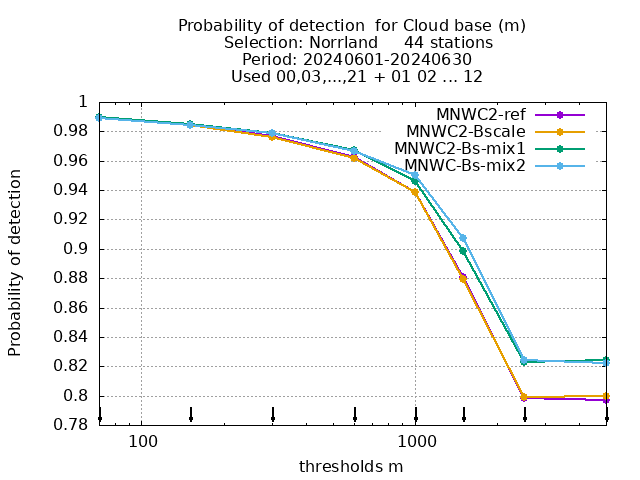 Probability of detection  for Cloud base (m)
Selection: Norrland     44 stations
Period: 20240601-20240630
Used 00,03,...,21 + 01 02 ... 12
MNWC2-ref
MNWC2-Bscale
MNWC2-Bs-mix1
MNWC-Bs-mix2
Probability of detection
1
0.98
0.96
0.94
0.92
0.9
0.88
0.86
0.84
0.82
0.8
0.78
100 1000
thresholds m